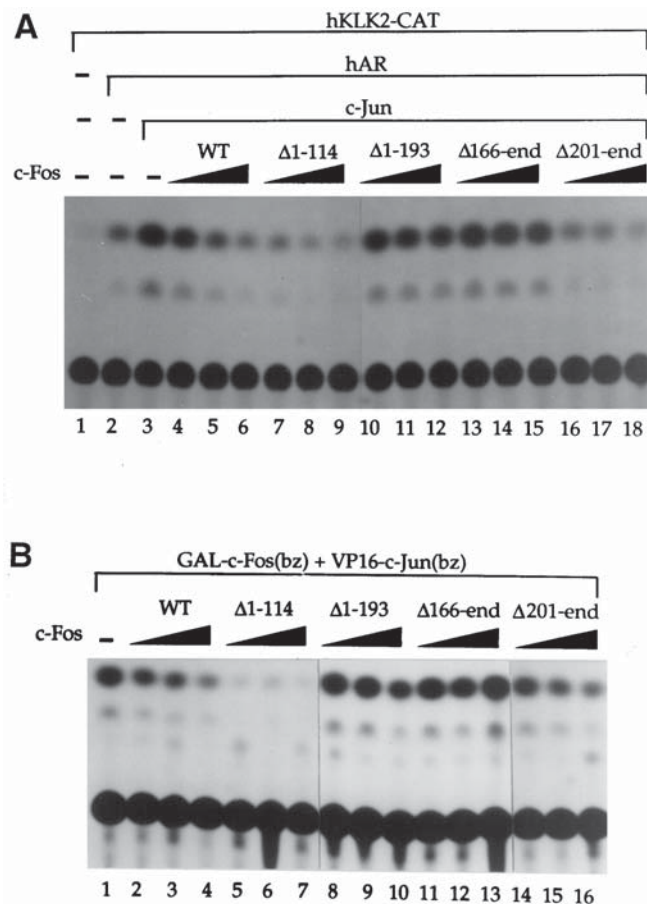 A
hKLK2-CAT
– hAR
– – c-Jun
WT Δ1-114 Δ1-193 Δ166-end Δ201-end
c-Fos – – –
1 2 3 4 5 6 7 8 9 10 11 12 13 14 15 16 17 18
B
GAL-c-Fos(bz) + VP16-c-Jun(bz)
WT Δ1-114 Δ1-193 Δ166-end Δ201-end
c-Fos –
1 2 3 4 5 6 7 8 9 10 11 12 13 14 15 16